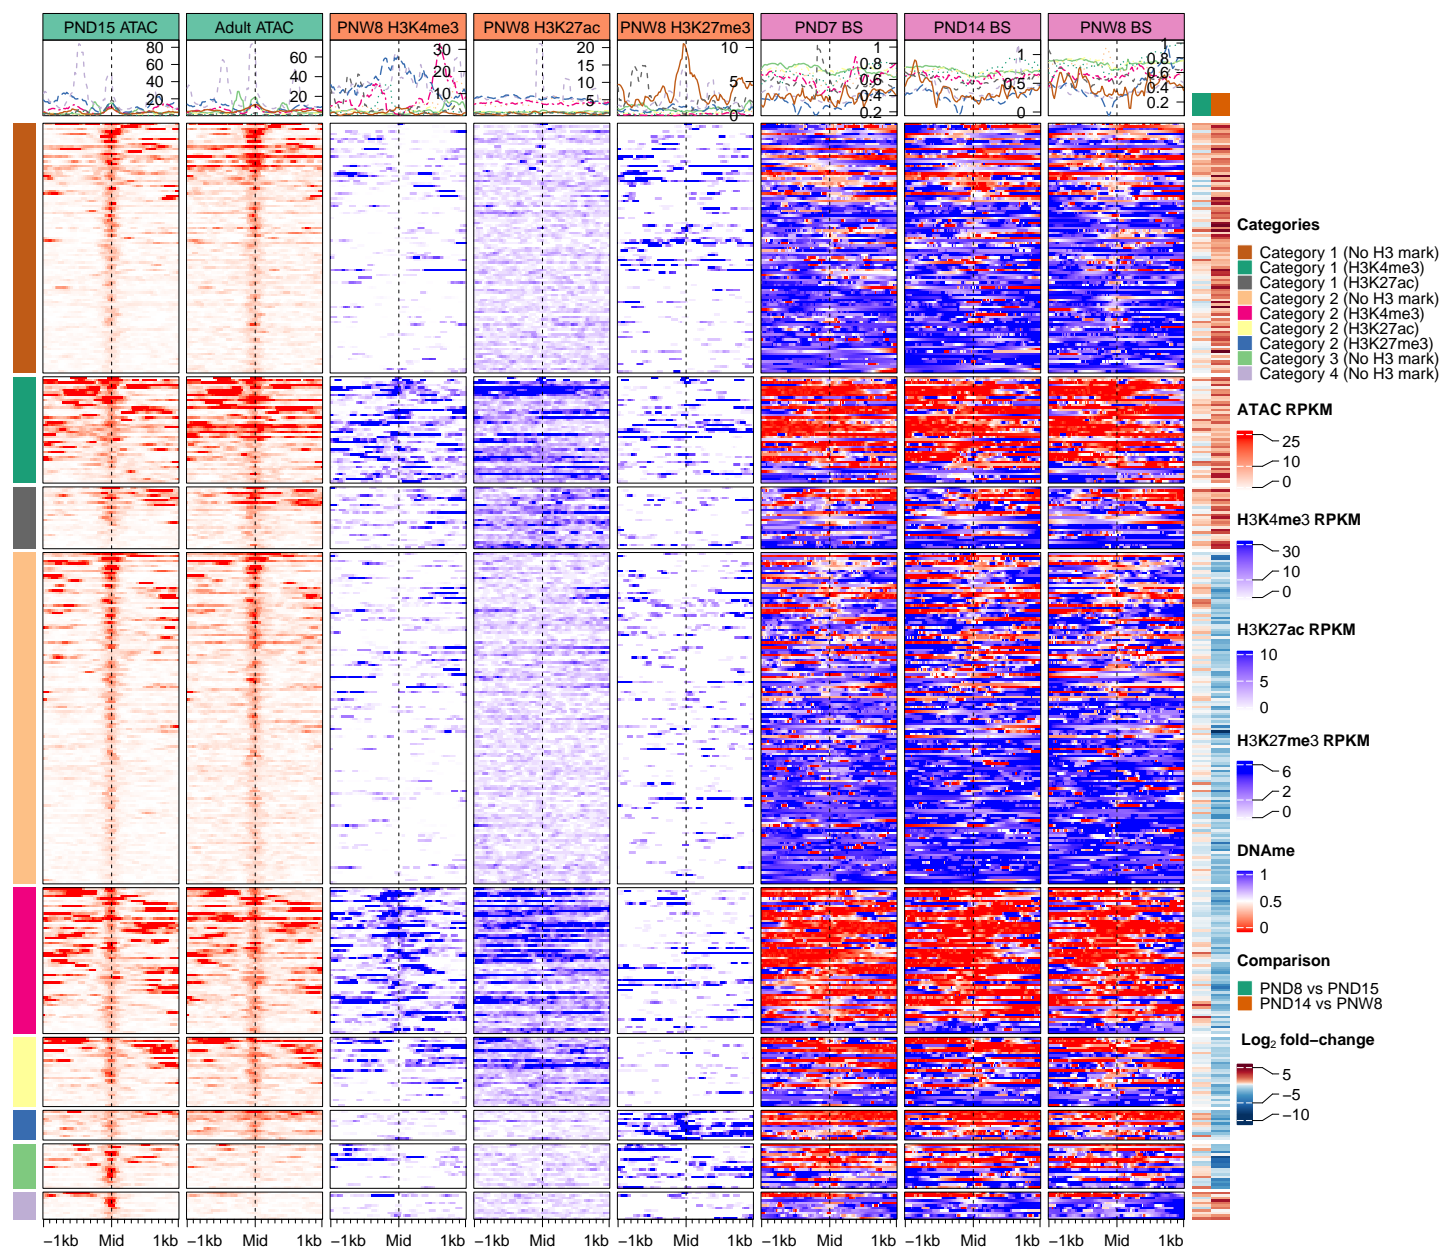 PND15 ATAC
Adult ATAC
PNW8 H3K4me3
PNW8 H3K27ac
PNW8 H3K27me3
PND7 BS
PND14 BS
PNW8 BS
80
60
40
20
60
40
20
30
20
10
20
15
10
5
10
5
0
1
0.8
0.6
0.4
0.2
1
0.5
0
1
0.8
0.6
0.4
0.2
Categories
Category 1 (No H3 mark)
Category 1 (H3K4me3)
Category 1 (H3K27ac)
Category 2 (No H3 mark)
Category 2 (H3K4me3)
Category 2 (H3K27ac)
Category 2 (H3K27me3)
Category 3 (No H3 mark)
Category 4 (No H3 mark)
ATAC RPKM
25
10
0
H3K4me3 RPKM
30
10
0
H3K27ac RPKM
10
5
0
H3K27me3 RPKM
6
2
0
DNAme
1
0.5
0
Comparison
PND8 vs PND15
PND14 vs PNW8
Log₂ fold−change
5
−5
−10
−1kb Mid 1kb −1kb Mid 1kb −1kb Mid 1kb −1kb Mid 1kb −1kb Mid 1kb −1kb Mid 1kb −1kb Mid 1kb −1kb Mid 1kb